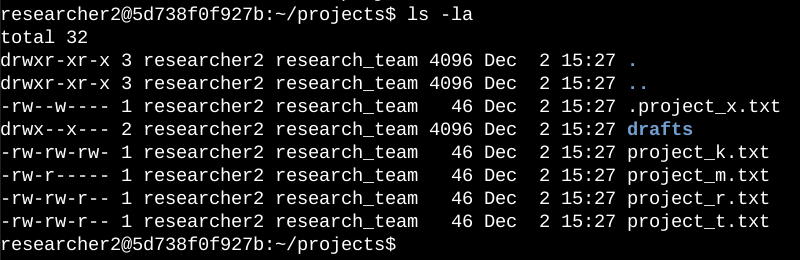 researcher2@5d738f0f927b:~/projects$ ls -la
total 32
drwxr-xr-x 3 researcher2 research_team 4096 Dec  2 15:27 .
drwxr-xr-x 3 researcher2 research_team 4096 Dec  2 15:27 ..
-rw--w---- 1 researcher2 research_team   46 Dec  2 15:27 .project_x.txt
drwx--x--- 2 researcher2 research_team 4096 Dec  2 15:27 drafts
-rw-rw-rw- 1 researcher2 research_team   46 Dec  2 15:27 project_k.txt
-rw-r----- 1 researcher2 research_team   46 Dec  2 15:27 project_m.txt
-rw-rw-r-- 1 researcher2 research_team   46 Dec  2 15:27 project_r.txt
-rw-rw-r-- 1 researcher2 research_team   46 Dec  2 15:27 project_t.txt
researcher2@5d738f0f927b:~/projects$